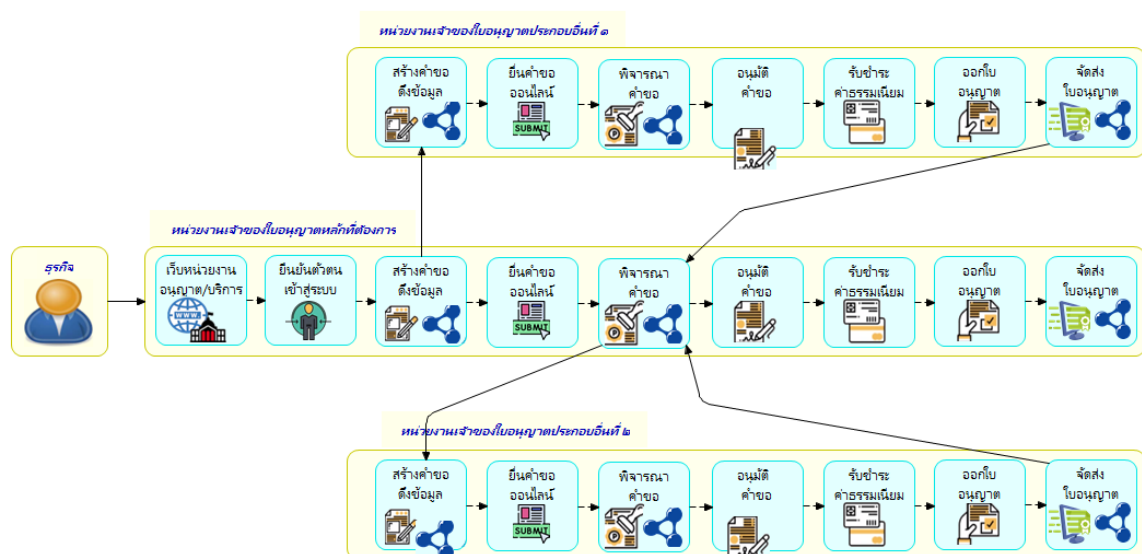 หน่วยงานเจ้าของใบอนุญาตประกอบอื่นที่ ๑
สร้างคำขอ
ดึงข้อมูล
ยื่นคำขอ
ออนไลน์
SUBMIT
พิจารณา
คำขอ
อนุมัติ
คำขอ
รับชำระ
ค่าธรรมเนียม
ออกใบ
อนุญาต
จัดส่ง
ใบอนุญาต
หน่วยงานเจ้าของใบอนุญาตหลักที่ต้องการ
ธุรกิจ
เว็บหน่วยงาน
อนุญาต/บริการ
WWW
ยืนยันตัวตน
เข้าสู่ระบบ
สร้างคำขอ
ดึงข้อมูล
ยื่นคำขอ
ออนไลน์
SUBMIT
พิจารณา
คำขอ
อนุมัติ
คำขอ
รับชำระ
ค่าธรรมเนียม
ออกใบ
อนุญาต
จัดส่ง
ใบอนุญาต
หน่วยงานเจ้าของใบอนุญาตประกอบอื่นที่ ๒
สร้างคำขอ
ดึงข้อมูล
ยื่นคำขอ
ออนไลน์
SUBMIT
พิจารณา
คำขอ
อนุมัติ
คำขอ
รับชำระ
ค่าธรรมเนียม
ออกใบ
อนุญาต
จัดส่ง
ใบอนุญาต